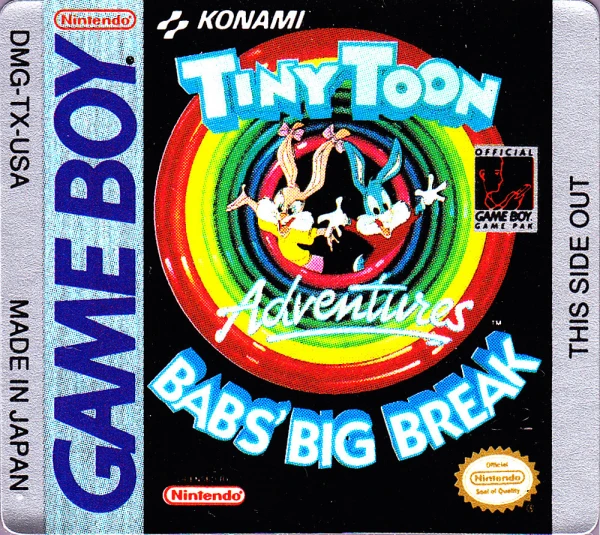 DMG-TX-USA
MADE IN JAPAN
Nintendo
GAME BOY
KONAMI
TINY TOON
Adventures
BABS' BIG BREAK
TM
OFFICIAL
GAME BOY
GAME PAK
Nintendo
Official
Nintendo
Seal of Quality
THIS SIDE OUT